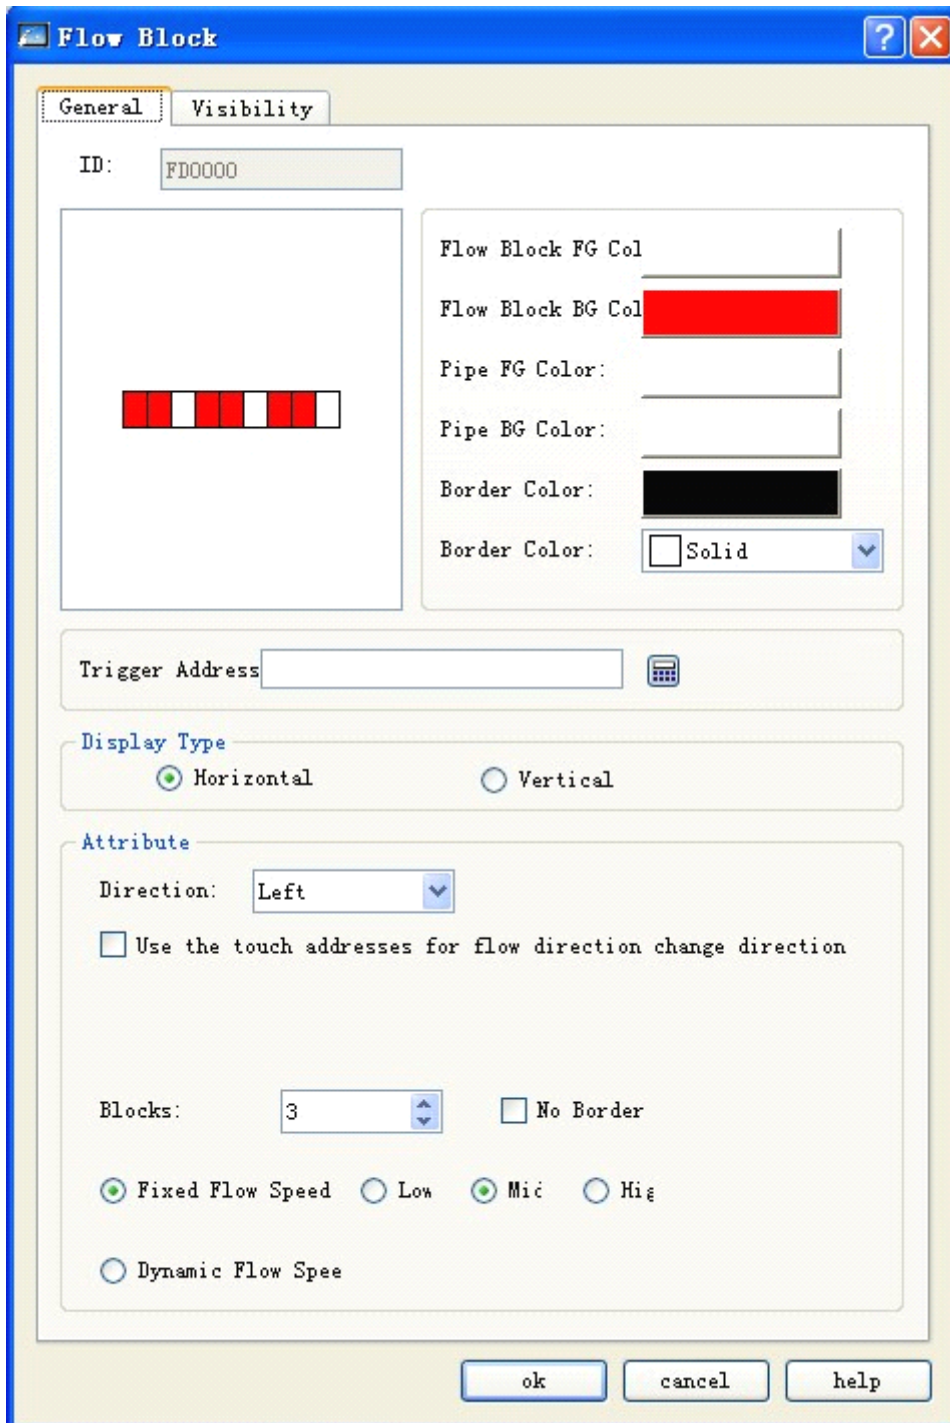 Flow Block
General Visibility
ID: FD0000
Flow Block FG Col
Flow Block BG Col
Pipe FG Color:
Pipe BG Color:
Border Color:
Border Color: Solid
Trigger Address
Display Type
Horizontal Vertical
Attribute
Direction: Left
Use the touch addresses for flow direction change direction
Blocks: 3 No Border
Fixed Flow Speed Low Mid Hig
Dynamic Flow Spee
ok cancel help